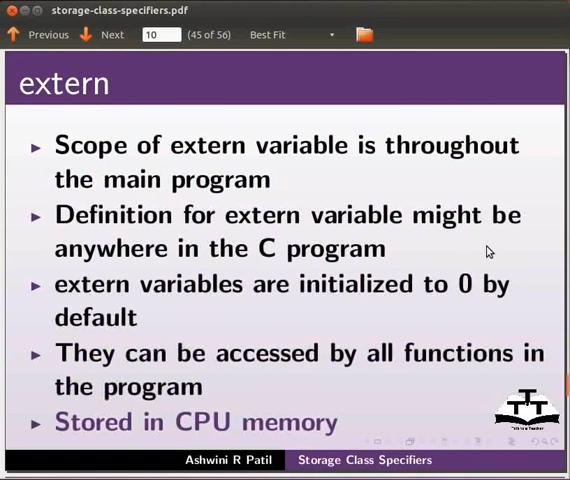 storage-class-specifiers.pdf
Previous Next 10 (45 of 56) Best Fit
extern
Scope of extern variable is throughout
the main program
Definition for extern variable might be
anywhere in the C program
extern variables are initialized to 0 by
default
They can be accessed by all functions in
the program
Stored in CPU memory
Ashwini R Patil Storage Class Specifiers